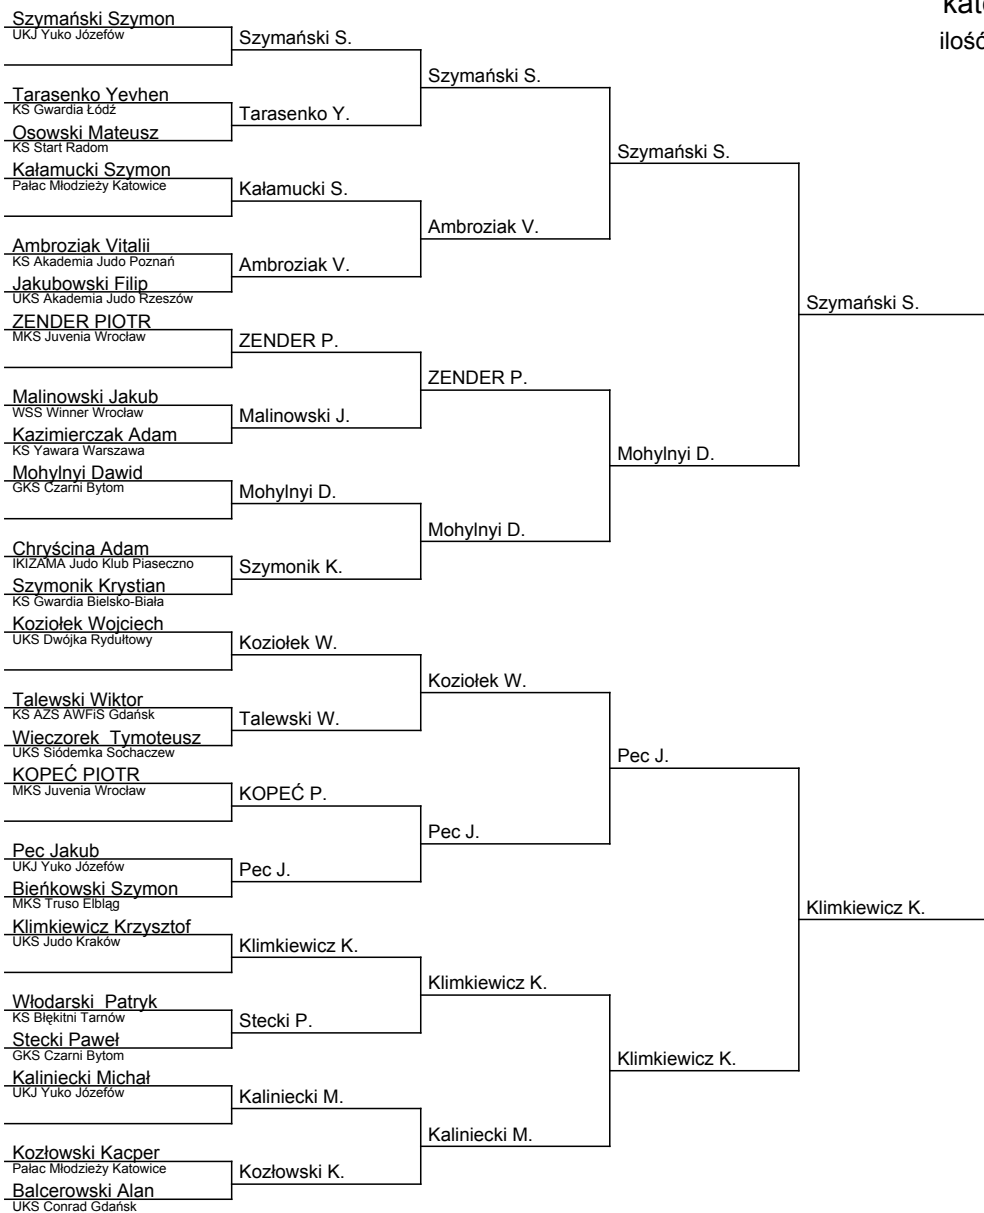 kate
ilość
Szymański Szymon
UKJ Yuko Józefów
Tarasenko Yevhen
KS Gwardia Łódź
Osowski Mateusz
KS Start Radom
Kałamucki Szymon
Pałac Młodzieży Katowice
Ambroziak Vitalii
KS Akademia Judo Poznań
Jakubowski Filip
UKS Akademia Judo Rzeszów
ZENDER PIOTR
MKS Juvenia Wrocław
Malinowski Jakub
WSS Winner Wrocław
Kazimierczak Adam
KS Yawara Warszawa
Mohylnyi Dawid
GKS Czarni Bytom
Chryścina Adam
IKIZAMA Judo Klub Piaseczno
Szymonik Krystian
KS Gwardia Bielsko-Biała
Koziołek Wojciech
UKS Dwójka Rydułtowy
Talewski Wiktor
KS AZS AWFiS Gdańsk
Wieczorek  Tymoteusz
UKS Siódemka Sochaczew
KOPEĆ PIOTR
MKS Juvenia Wrocław
Pec Jakub
UKJ Yuko Józefów
Bieńkowski Szymon
MKS Truso Elbląg
Klimkiewicz Krzysztof
UKS Judo Kraków
Włodarski  Patryk
KS Błękitni Tarnów
Stecki Paweł
GKS Czarni Bytom
Kaliniecki Michał
UKJ Yuko Józefów
Kozłowski Kacper
Pałac Młodzieży Katowice
Balcerowski Alan
UKS Conrad Gdańsk
Szymański S.
Tarasenko Y.
Kałamucki S.
Ambroziak V.
ZENDER P.
Malinowski J.
Mohylnyi D.
Szymonik K.
Koziołek W.
Talewski W.
KOPEĆ P.
Pec J.
Klimkiewicz K.
Stecki P.
Kaliniecki M.
Kozłowski K.
Szymański S.
Ambroziak V.
ZENDER P.
Mohylnyi D.
Koziołek W.
Pec J.
Klimkiewicz K.
Kaliniecki M.
Szymański S.
Mohylnyi D.
Pec J.
Klimkiewicz K.
Szymański S.
Klimkiewicz K.